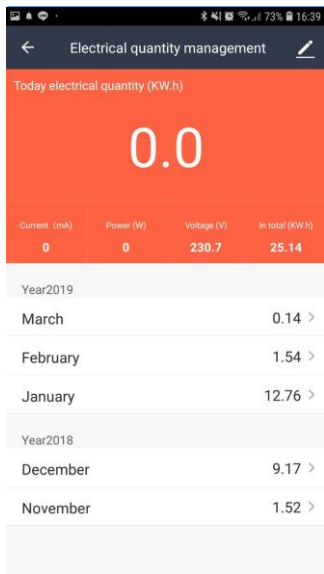 73% 16:39
Electrical quantity management
Today electrical quantity (KW.h)
0.0
Current (mA) Power (W) Voltage (V) In total (KW.h)
0 0 230.7 25.14
Year2019
March 0.14
February 1.54
January 12.76
Year2018
December 9.17
November 1.52